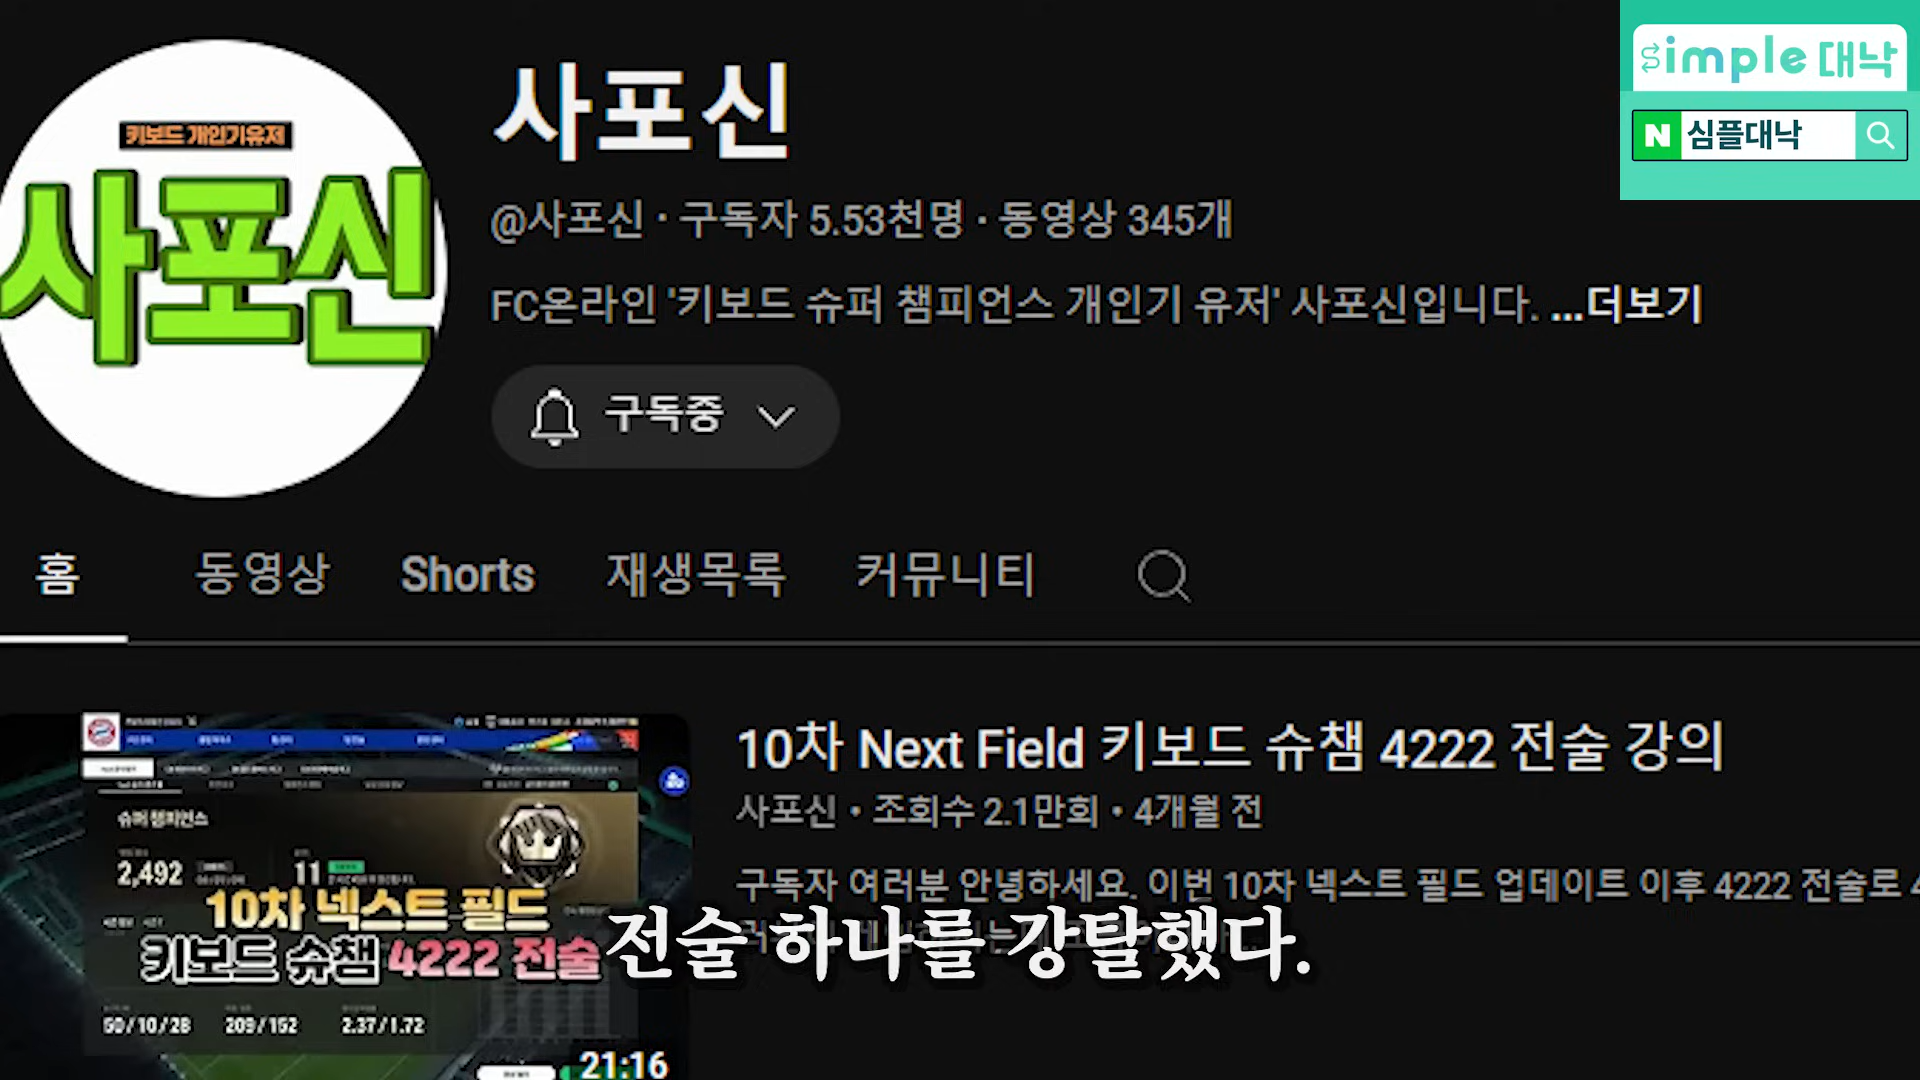 키보드 개인기유저
사포신
사포신
@사포신 · 구독자 5.53천명 · 동영상 345개
FC온라인 '키보드 슈퍼 챔피언스 개인기 유저' 사포신입니다. ...더보기
구독중
simple 대낙
N 심플대낙
홈 동영상 Shorts 재생목록 커뮤니티
슈퍼 챔피언스
2,492 11
10차 넥스트 필드
키보드 슈챔 4222 전술
50/10/28 209/152 2.37/1.72
21:16
10차 Next Field 키보드 슈챔 4222 전술 강의
사포신 · 조회수 2.1만회 · 4개월 전
구독자 여러분 안녕하세요. 이번 10차 넥스트 필드 업데이트 이후 4222 전술로
전술 하나를 강탈했다.